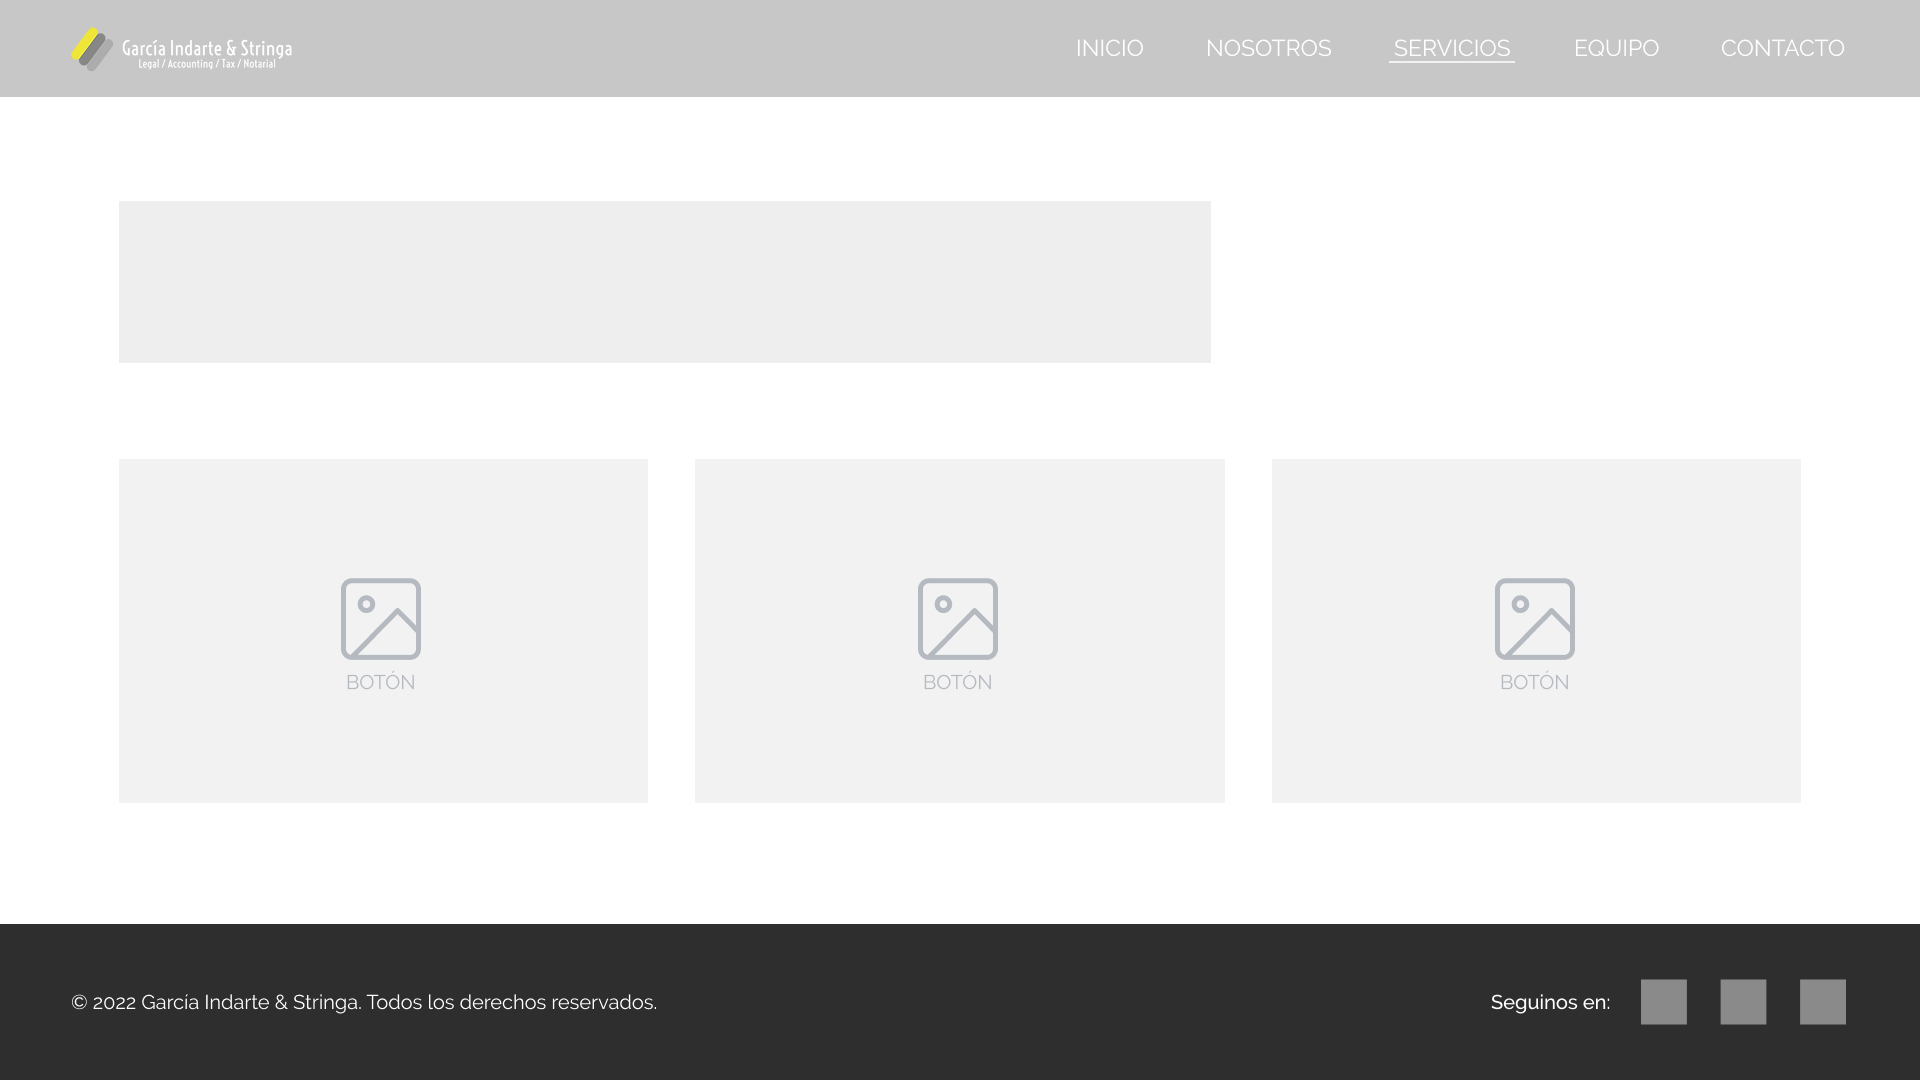 García Indarte & Stringa
Legal / Accounting / Tax / Notarial
INICIO NOSOTROS SERVICIOS EQUIPO CONTACTO
BOTÓN BOTÓN BOTÓN
© 2022 García Indarte & Stringa. Todos los derechos reservados.
Seguinos en: